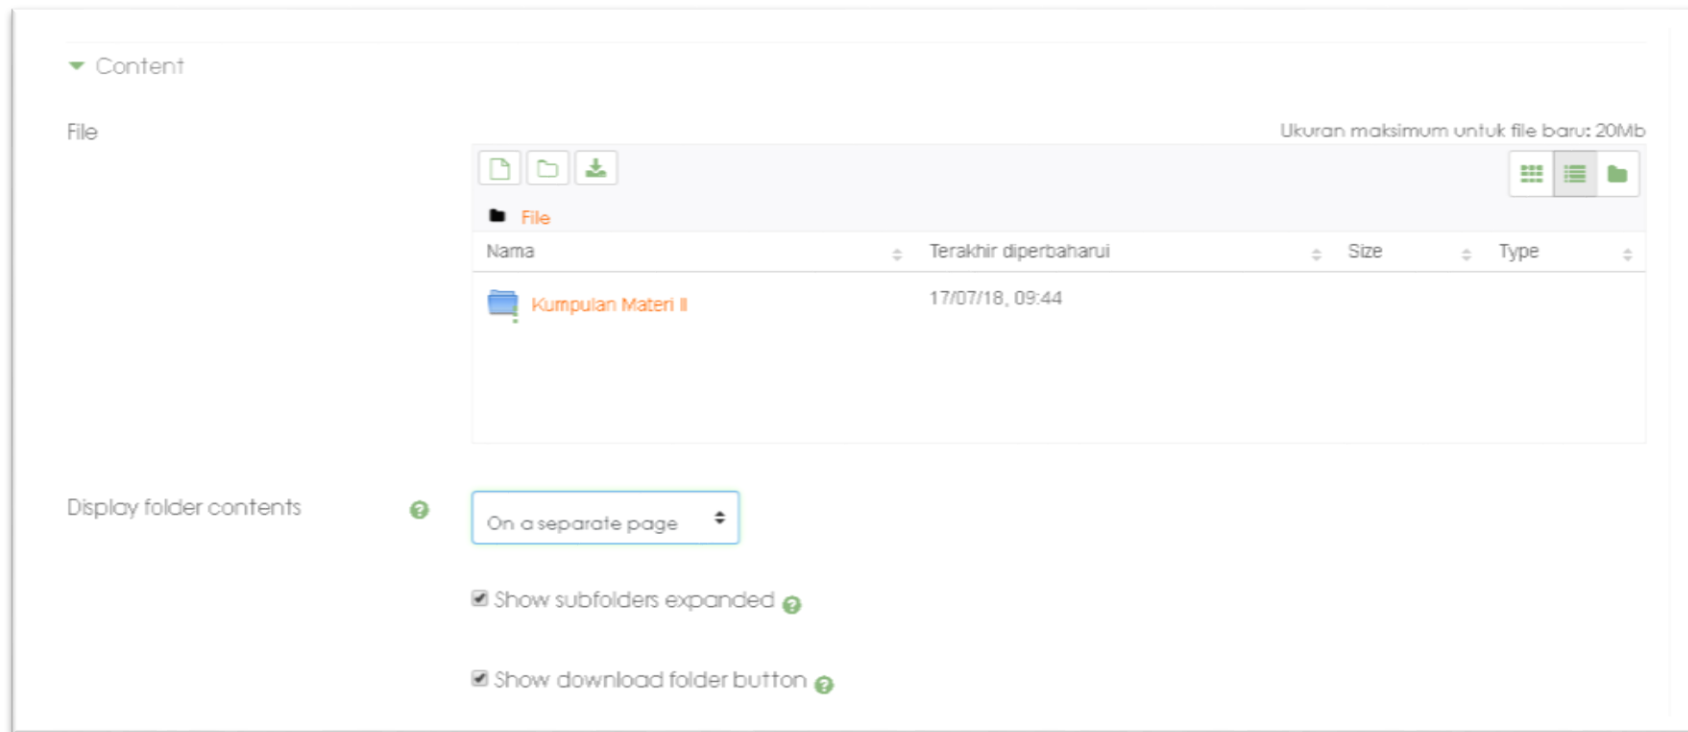 Content
File
Ukuran maksimum untuk file baru: 20Mb
File
Nama Terakhir diperbaharui Size Type
Kumpulan Materi II 17/07/18, 09:44
Display folder contents On a separate page
Show subfolders expanded
Show download folder button